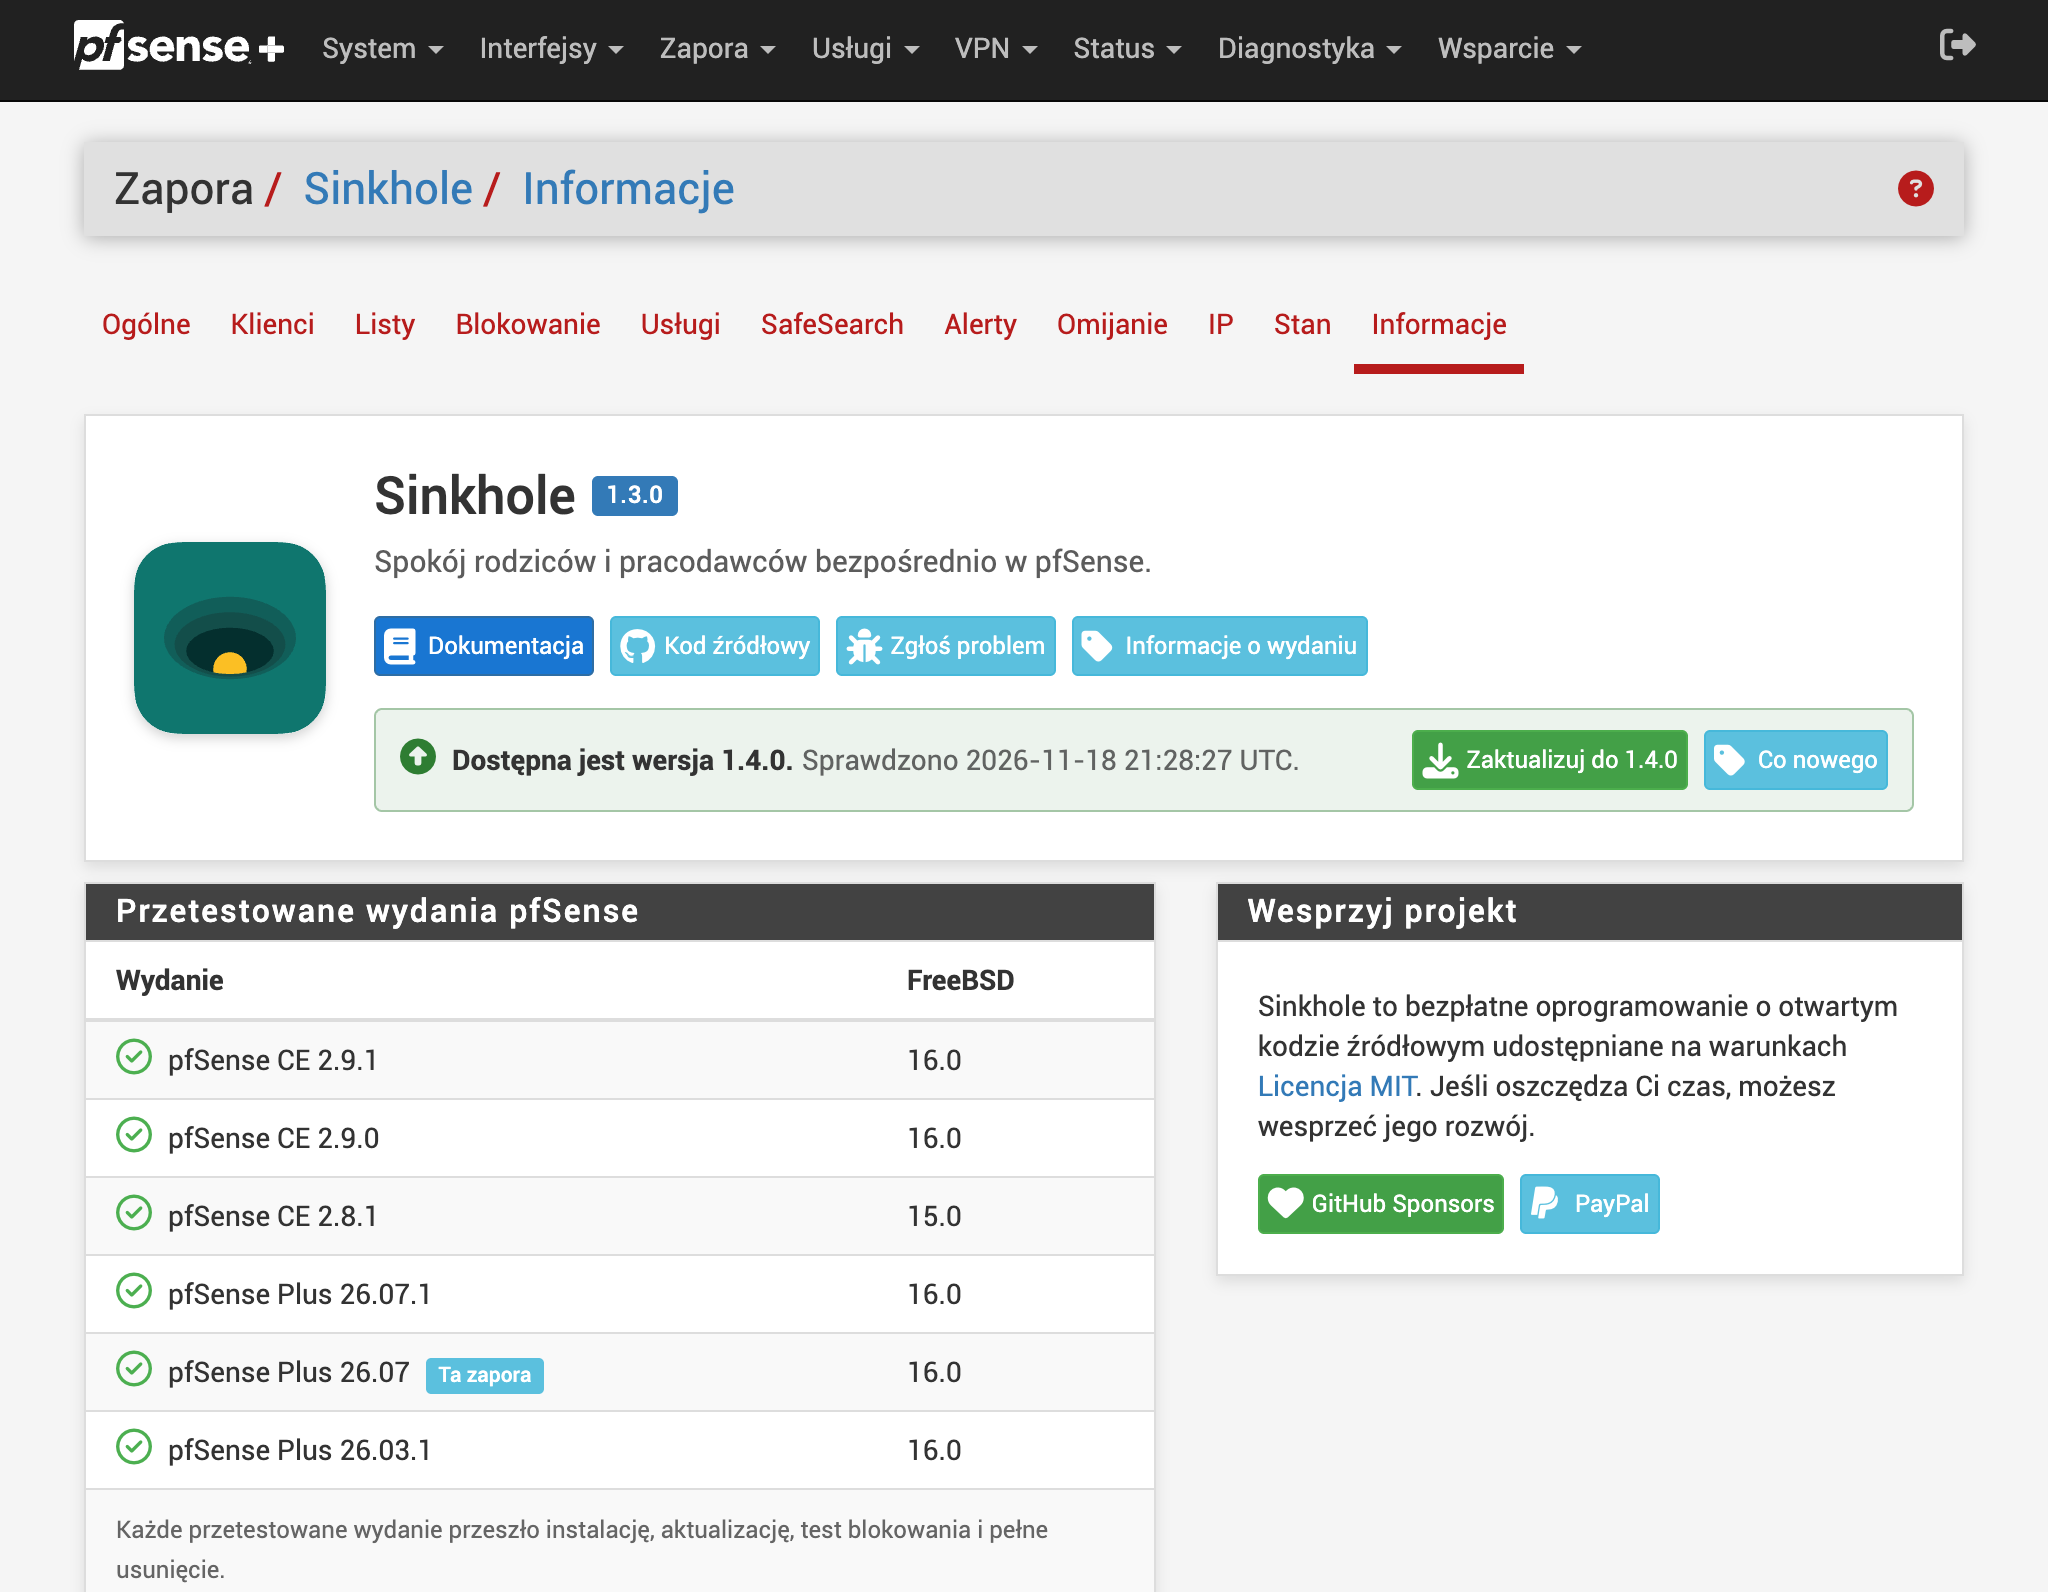 pfsense+ System Interfejsy Zapora Usługi VPN Status Diagnostyka Wsparcie
Zapora / Sinkhole / Informacje
Ogólne Klienci Listy Blokowanie Usługi SafeSearch Alerty Omijanie IP Stan Informacje
Sinkhole 1.3.0
Spokój rodziców i pracodawców bezpośrednio w pfSense.
Dokumentacja Kod źródłowy Zgłoś problem Informacje o wydaniu
Dostępna jest wersja 1.4.0. Sprawdzono 2026-11-18 21:28:27 UTC. Zaktualizuj do 1.4.0 Co nowego
Przetestowane wydania pfSense
Wydanie FreeBSD
pfSense CE 2.9.1 16.0
pfSense CE 2.9.0 16.0
pfSense CE 2.8.1 15.0
pfSense Plus 26.07.1 16.0
pfSense Plus 26.07 Ta zapora 16.0
pfSense Plus 26.03.1 16.0
Każde przetestowane wydanie przeszło instalację, aktualizację, test blokowania i pełne
usunięcie.
Wesprzyj projekt
Sinkhole to bezpłatne oprogramowanie o otwartym
kodzie źródłowym udostępniane na warunkach
Licencja MIT. Jeśli oszczędza Ci czas, możesz
wesprzeć jego rozwój.
GitHub Sponsors PayPal